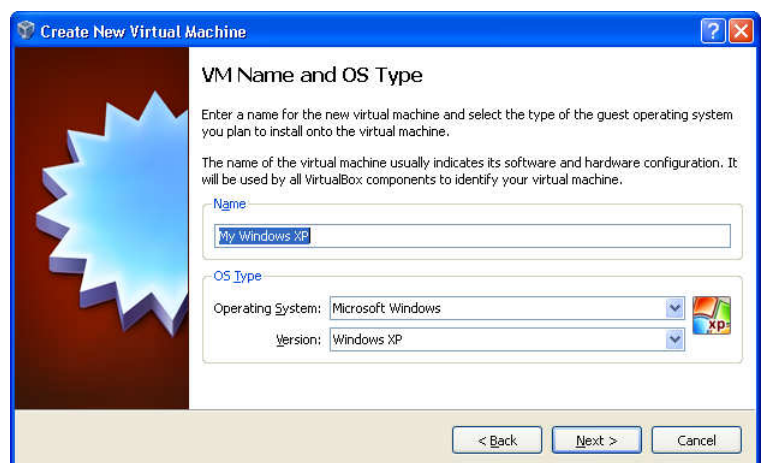 Create New Virtual Machine
VM Name and OS Type
Enter a name for the new virtual machine and select the type of the guest operating system
you plan to install onto the virtual machine.
The name of the virtual machine usually indicates its software and hardware configuration. It
will be used by all VirtualBox components to identify your virtual machine.
Name
My Windows XP
OS Type
Operating System: Microsoft Windows
xp
Version: Windows XP
< Back Next > Cancel